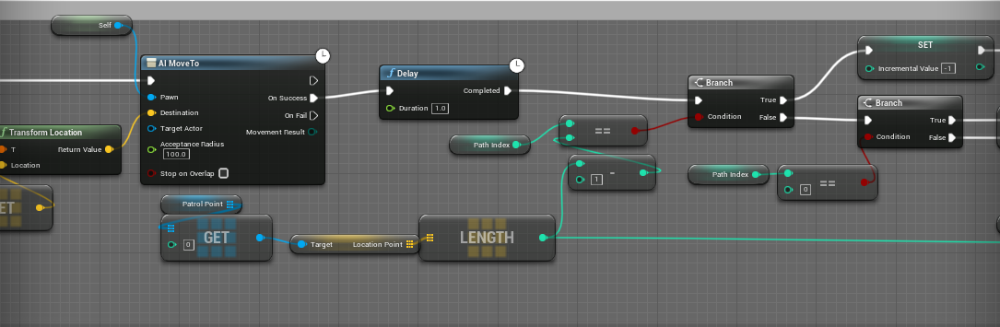 Self
AI MoveTo
Pawn
On Success
Destination
On Fail
Target Actor
Movement Result
Acceptance Radius
100.0
Stop on Overlap
Transform Location
T
Return Value
Location
ET
Delay
Completed
Duration 1.0
Branch
True
Condition
False
SET
Incremental Value -1
Branch
True
Condition
False
Path Index
==
-
1
Path Index
==
0
Patrol Point
GET
0
Target
Location Point
LENGTH